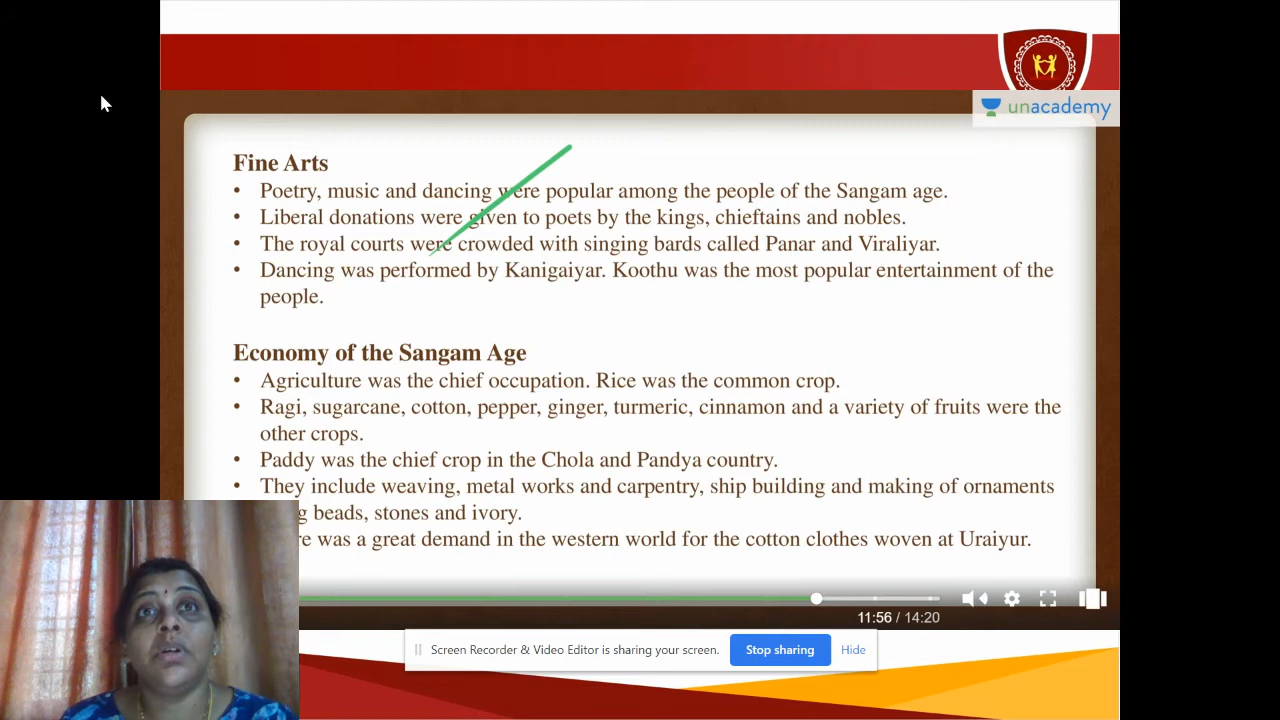 unacademy
Fine Arts
• Poetry, music and dancing were popular among the people of the Sangam age.
• Liberal donations were given to poets by the kings, chieftains and nobles.
• The royal courts were crowded with singing bards called Panar and Viraliyar.
• Dancing was performed by Kanigaiyar. Koothu was the most popular entertainment of the
people.
Economy of the Sangam Age
• Agriculture was the chief occupation. Rice was the common crop.
• Ragi, sugarcane, cotton, pepper, ginger, turmeric, cinnamon and a variety of fruits were the
other crops.
• Paddy was the chief crop in the Chola and Pandya country.
• They include weaving, metal works and carpentry, ship building and making of ornaments
beads, stones and ivory.
was a great demand in the western world for the cotton clothes woven at Uraiyur.
11:56 / 14:20
Screen Recorder & Video Editor is sharing your screen. Stop sharing Hide